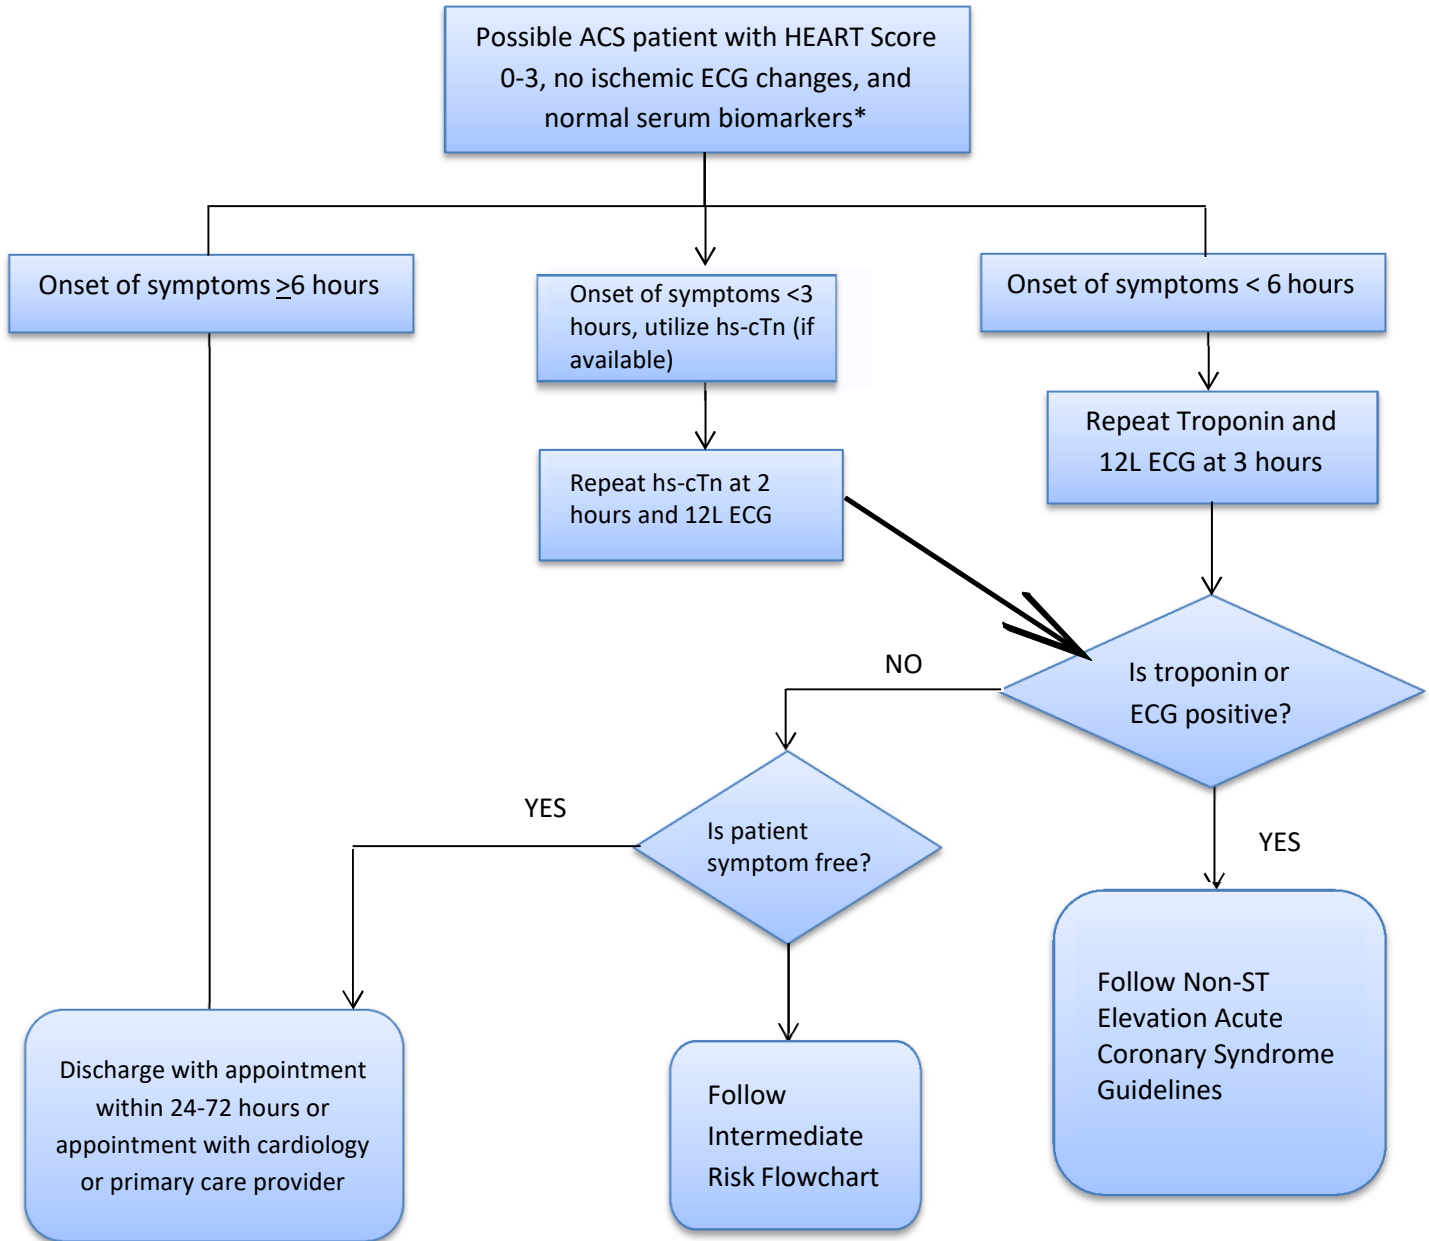 Possible ACS patient with HEART Score
0-3, no ischemic ECG changes, and
normal serum biomarkers*
Onset of symptoms ≥6 hours
Onset of symptoms <3
hours, utilize hs-cTn (if
available)
Onset of symptoms < 6 hours
Repeat hs-cTn at 2
hours and 12L ECG
Repeat Troponin and
12L ECG at 3 hours
Is troponin or
ECG positive?
NO
YES
Is patient
symptom free?
YES
Discharge with appointment
within 24-72 hours or
appointment with cardiology
or primary care provider
Follow
Intermediate
Risk Flowchart
Follow Non-ST
Elevation Acute
Coronary Syndrome
Guidelines